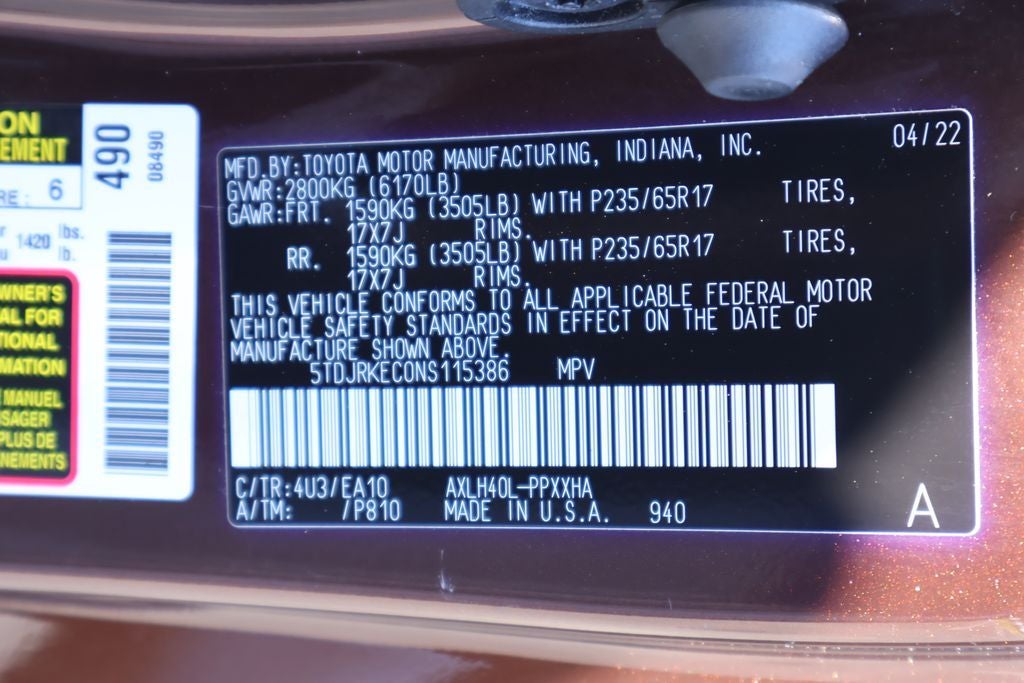 ON
EMENT
RE: 6
1420 lbs.
lb.
WNER'S
AL FOR
TIONAL
MATION
MANUEL
SAGER
PLUS DE
NEMENTS
490
08490
04/22
MFD.BY:TOYOTA MOTOR MANUFACTURING, INDIANA, INC.
GVWR:2800KG (6170LB)
GAWR:FRT. 1590KG (3505LB) WITH P235/65R17 TIRES,
17X7J RIMS.
RR. 1590KG (3505LB) WITH P235/65R17 TIRES,
17X7J RIMS.
THIS VEHICLE CONFORMS TO ALL APPLICABLE FEDERAL MOTOR
VEHICLE SAFETY STANDARDS IN EFFECT ON THE DATE OF
MANUFACTURE SHOWN ABOVE.
5TDJRKEC0NS115386 MPV
C/TR:4U3/EA10 AXLH40L-PPXXHA
A/TM: /P810 MADE IN U.S.A. 940
A